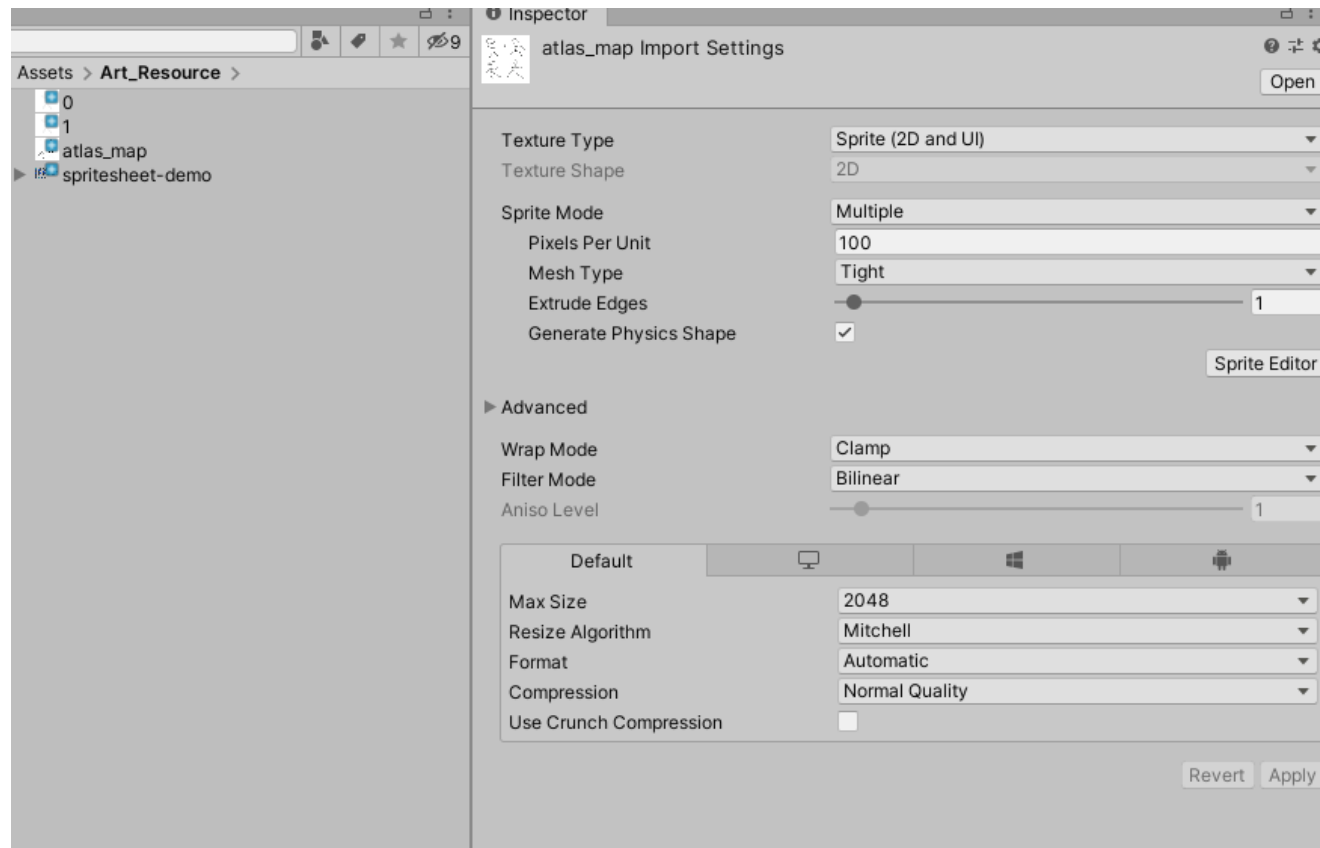 Inspector
9
atlas_map Import Settings
Assets > Art_Resource >
Open
0
1
atlas_map
spritesheet-demo
Texture Type
Sprite (2D and UI)
Texture Shape
2D
Sprite Mode
Multiple
Pixels Per Unit
100
Mesh Type
Tight
Extrude Edges
1
Generate Physics Shape
Sprite Editor
Advanced
Wrap Mode
Clamp
Filter Mode
Bilinear
Aniso Level
1
Default
Max Size
2048
Resize Algorithm
Mitchell
Format
Automatic
Compression
Normal Quality
Use Crunch Compression
Revert
Apply